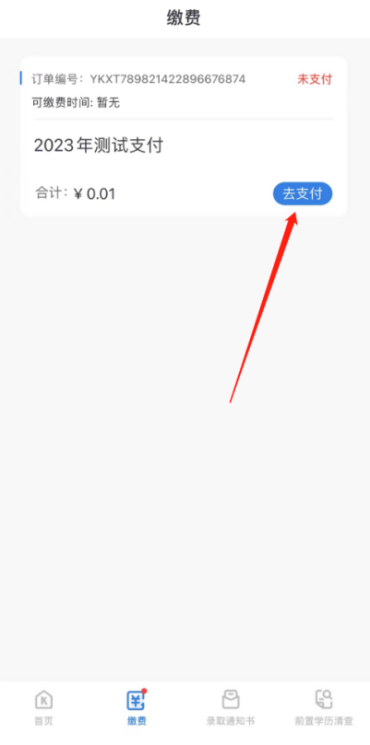 缴费
订单编号：YKXT789821422896676874 未支付
可缴费时间: 暂无
2023年测试支付
合计：¥ 0.01 去支付
首页 缴费 录取通知书 前置学历清查